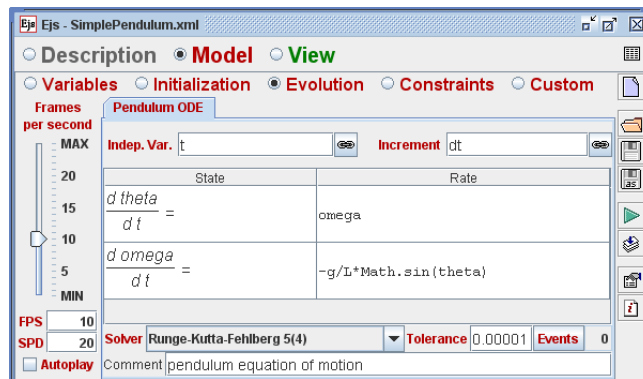 Ejs Ejs - SimplePendulum.xml
Description Model View
Variables Initialization Evolution Constraints Custom
Frames
per second
MAX
20
15
10
5
MIN
FPS 10
SPD 20
Autoplay
Pendulum ODE
Indep. Var. t Increment dt
State Rate
d theta
d t
= omega
d omega
d t
= -g/L*Math.sin(theta)
Solver Runge-Kutta-Fehlberg 5(4) Tolerance 0.00001 Events 0
Comment pendulum equation of motion
as
i